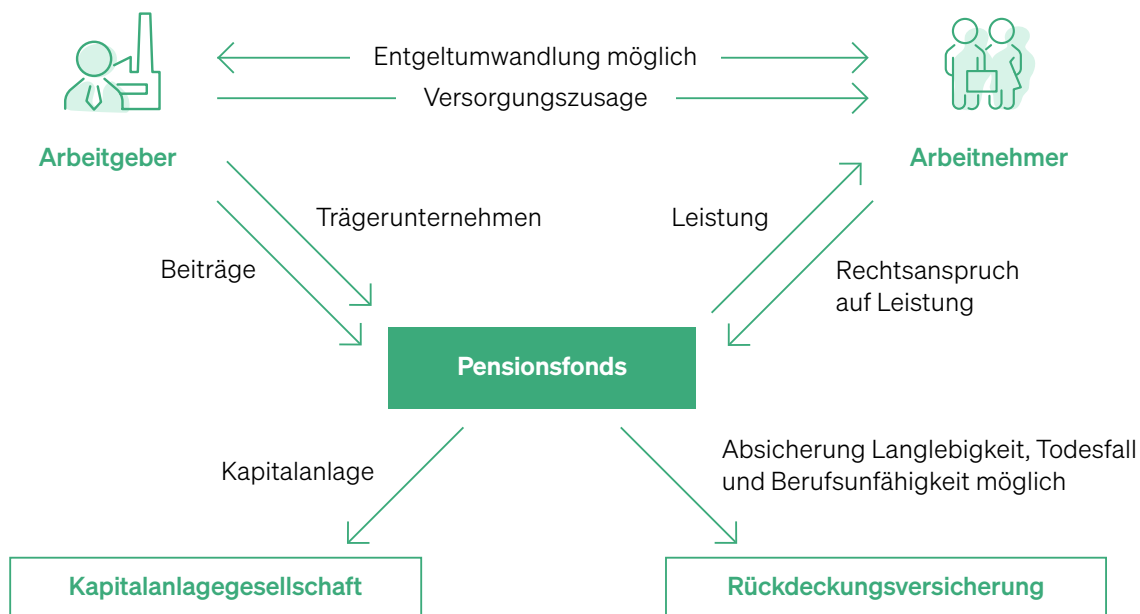 Entgeltumwandlung möglich
Versorgungszusage
Arbeitgeber
Arbeitnehmer
Trägerunternehmen
Leistung
Beiträge
Rechtsanspruch
auf Leistung
Pensionsfonds
Kapitalanlage
Absicherung Langlebigkeit, Todesfall
und Berufsunfähigkeit möglich
Kapitalanlagegesellschaft
Rückdeckungsversicherung